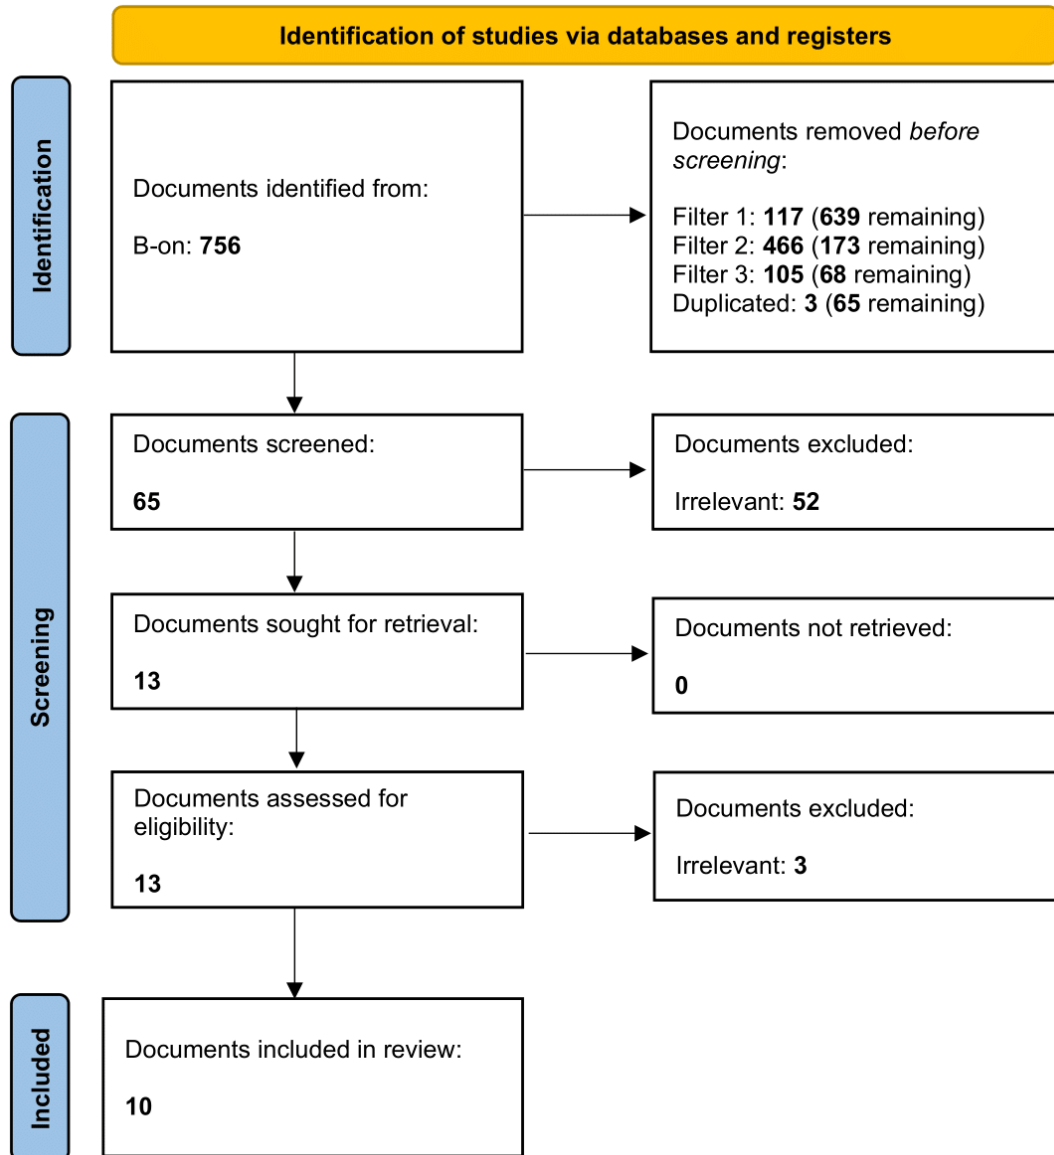 Identification of studies via databases and registers
Identification
Documents identified from:
B-on: 756
Documents removed before
screening:
Filter 1: 117 (639 remaining)
Filter 2: 466 (173 remaining)
Filter 3: 105 (68 remaining)
Duplicated: 3 (65 remaining)
Screening
Documents screened:
65
Documents excluded:
Irrelevant: 52
Documents sought for retrieval:
13
Documents not retrieved:
0
Documents assessed for
eligibility:
13
Documents excluded:
Irrelevant: 3
Included
Documents included in review:
10